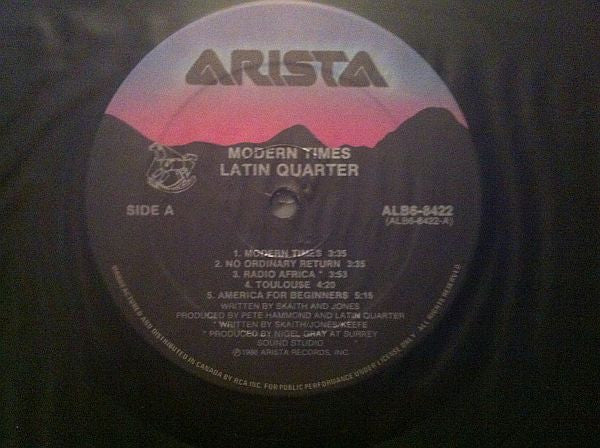 ARISTA
MODERN TIMES
LATIN QUARTER
SIDE A
ALB6-8422
(ALB6-8422-A)
1. MODERN TIMES 3:35
2. NO ORDINARY RETURN 3:35
3. RADIO AFRICA * 3:53
4. TOULOUSE 4:20
5. AMERICA FOR BEGINNERS 5:15
WRITTEN BY SKAITH AND JONES
PRODUCED BY PETE HAMMOND AND LATIN QUARTER
* WRITTEN BY SKAITH/JONES/KEEFE
* PRODUCED BY NIGEL GRAY AT SURREY
SOUND STUDIO
Ⓟ1986 ARISTA RECORDS, INC.
MANUFACTURED AND DISTRIBUTED IN CANADA BY RCA INC. FOR PUBLIC PERFORMANCE UNDER LICENSE ONLY. ALL RIGHTS RESERVED